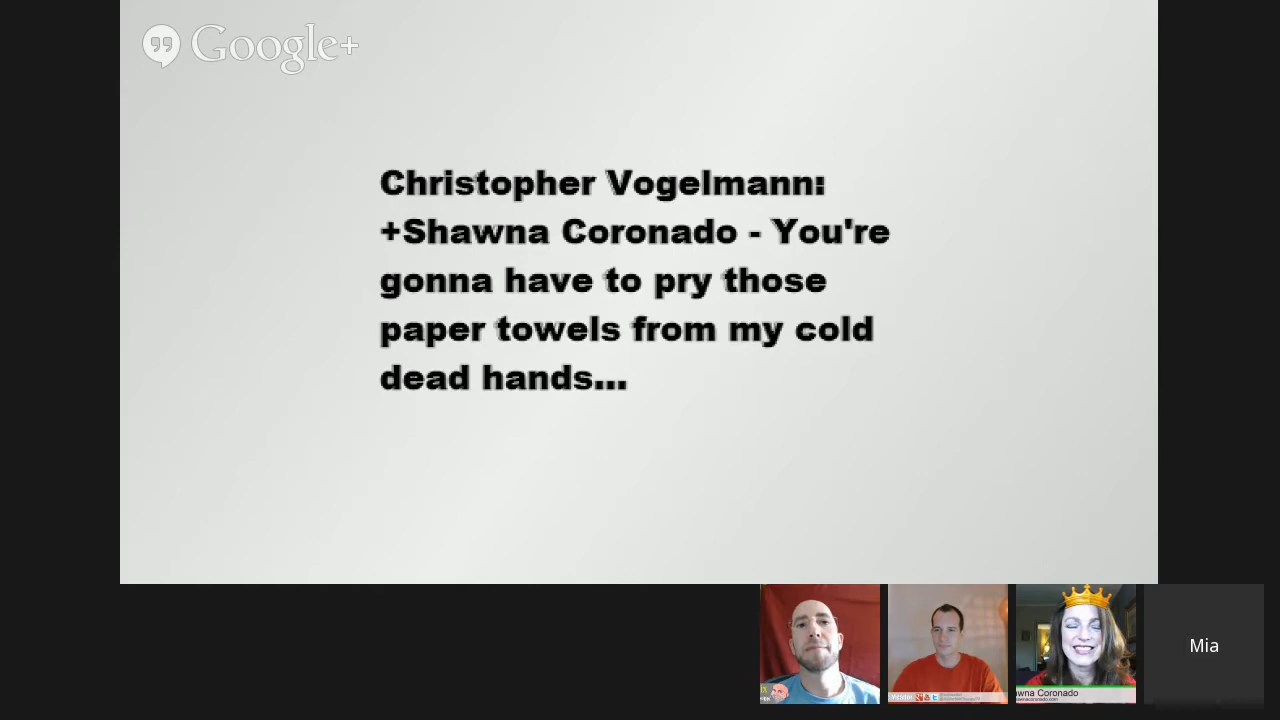 Google+
Christopher Vogelmann:
+Shawna Coronado - You're
gonna have to pry those
paper towels from my cold
dead hands...
Mia
awna Coronado